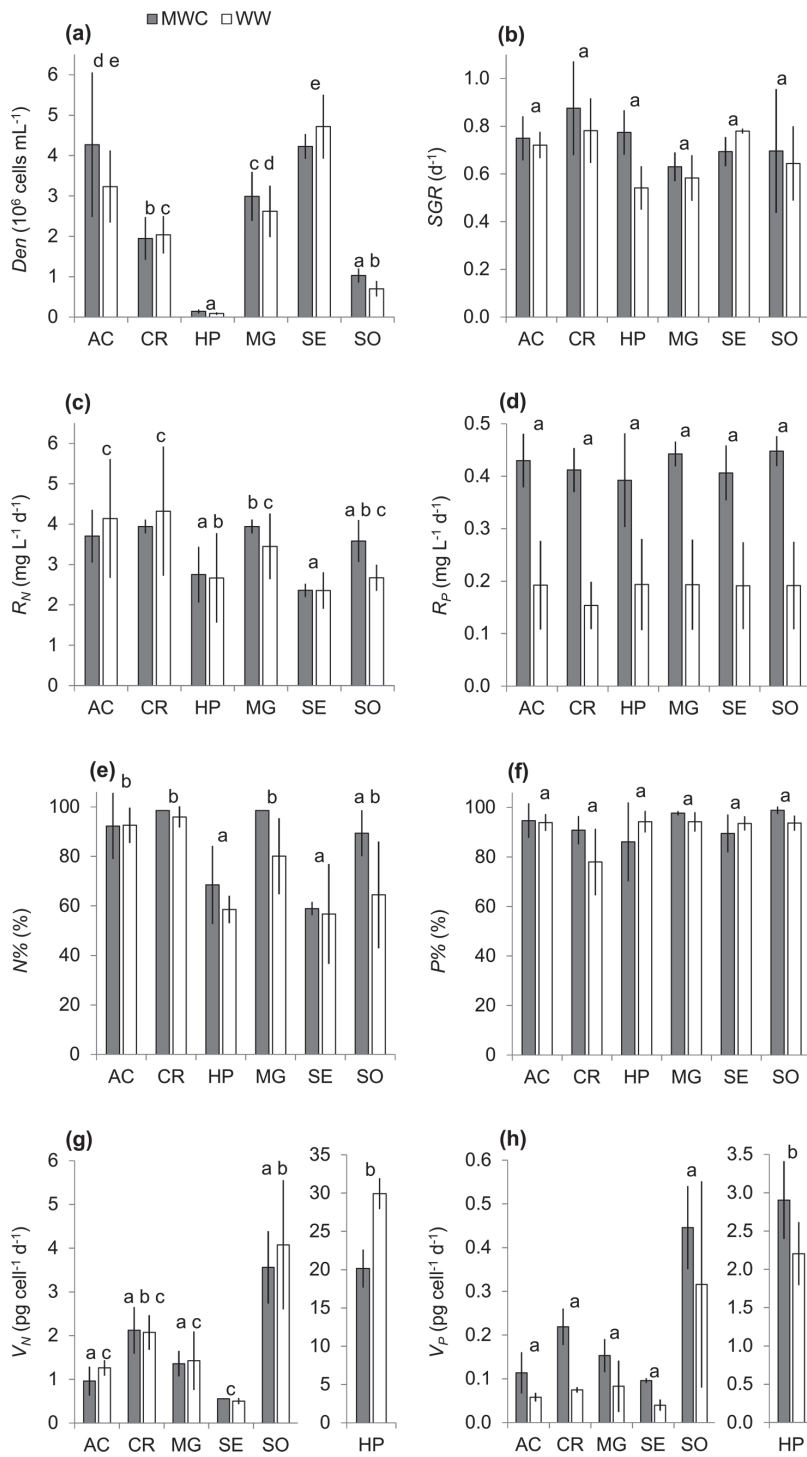 MWC WW
(a)
d e
b c
a
c d
e
a b
6
5
4
3
2
1
0
Den (10⁶ cells mL⁻¹)
AC CR HP MG SE SO
(b)
a
a
a
a
a
a
1.0
0.8
0.6
0.4
0.2
0.0
SGR (d⁻¹)
AC CR HP MG SE SO
(c)
c
c
a b
b c
a
a b c
6
5
4
3
2
1
0
R_N (mg L⁻¹ d⁻¹)
AC CR HP MG SE SO
(d)
a
a
a
a
a
a
0.5
0.4
0.3
0.2
0.1
0.0
R_P (mg L⁻¹ d⁻¹)
AC CR HP MG SE SO
(e)
b
b
a
b
a
a b
100
80
60
40
20
0
N% (%)
AC CR HP MG SE SO
(f)
a
a
a
a
a
a
100
80
60
40
20
0
P% (%)
AC CR HP MG SE SO
(g)
a c
a b c
a c
c
a b
b
6
5
4
3
2
1
0
V_N (pg cell⁻¹ d⁻¹)
AC CR MG SE SO
35
30
25
20
15
10
5
0
HP
(h)
a
a
a
a
a
b
0.6
0.5
0.4
0.3
0.2
0.1
0.0
V_P (pg cell⁻¹ d⁻¹)
AC CR MG SE SO
3.5
3.0
2.5
2.0
1.5
1.0
0.5
0.0
HP